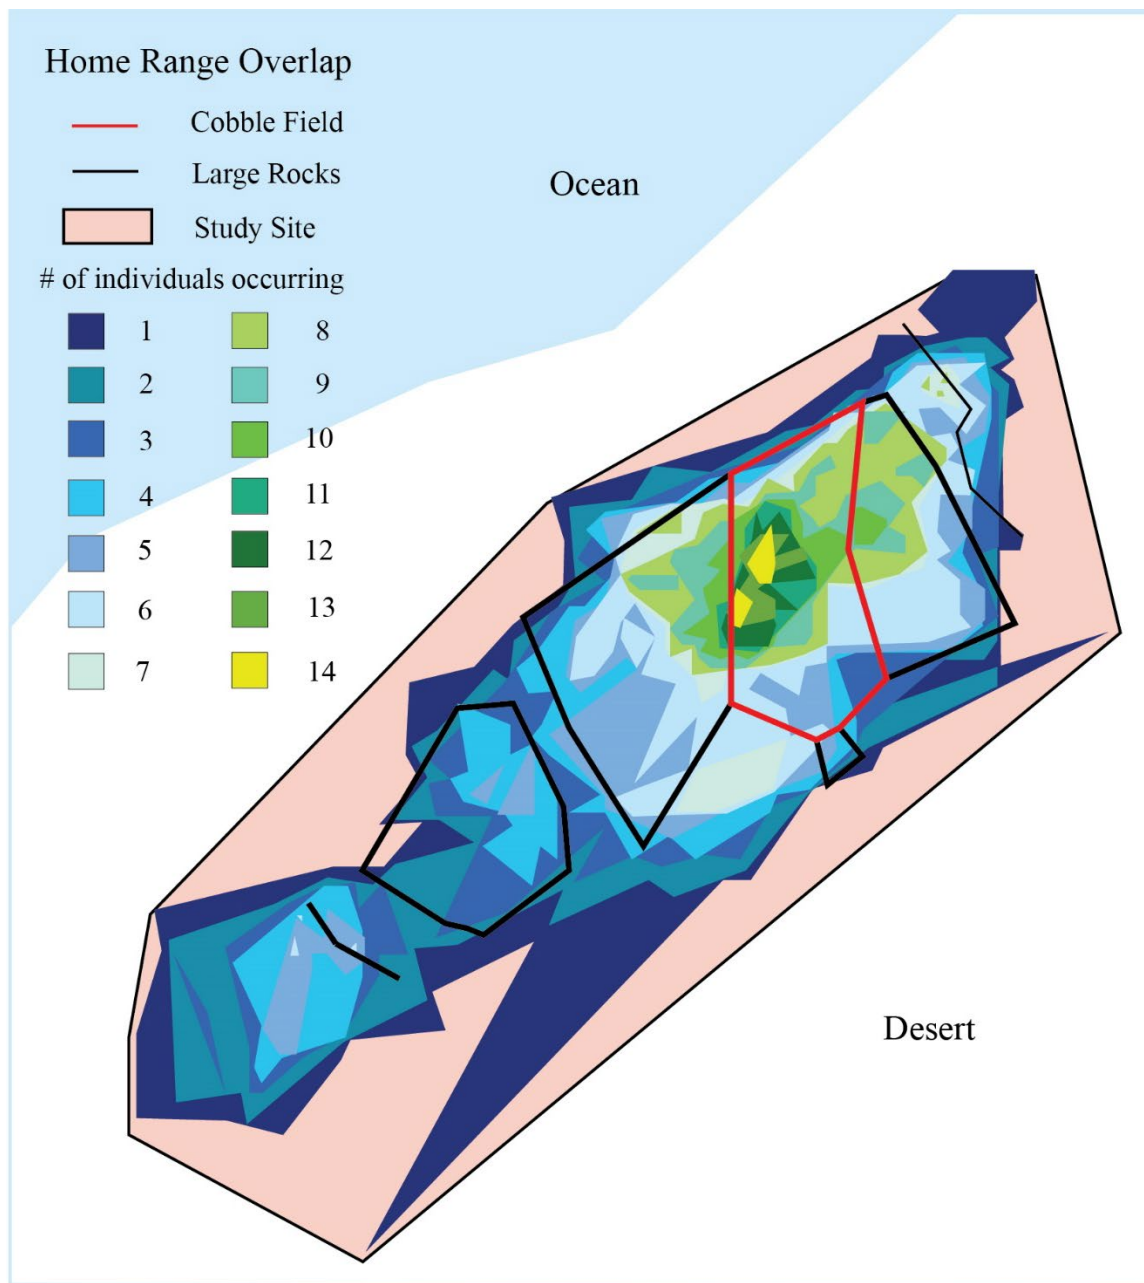 Home Range Overlap
Cobble Field
Large Rocks
Study Site
# of individuals occurring
1 8
2 9
3 10
4 11
5 12
6 13
7 14
Ocean
Desert